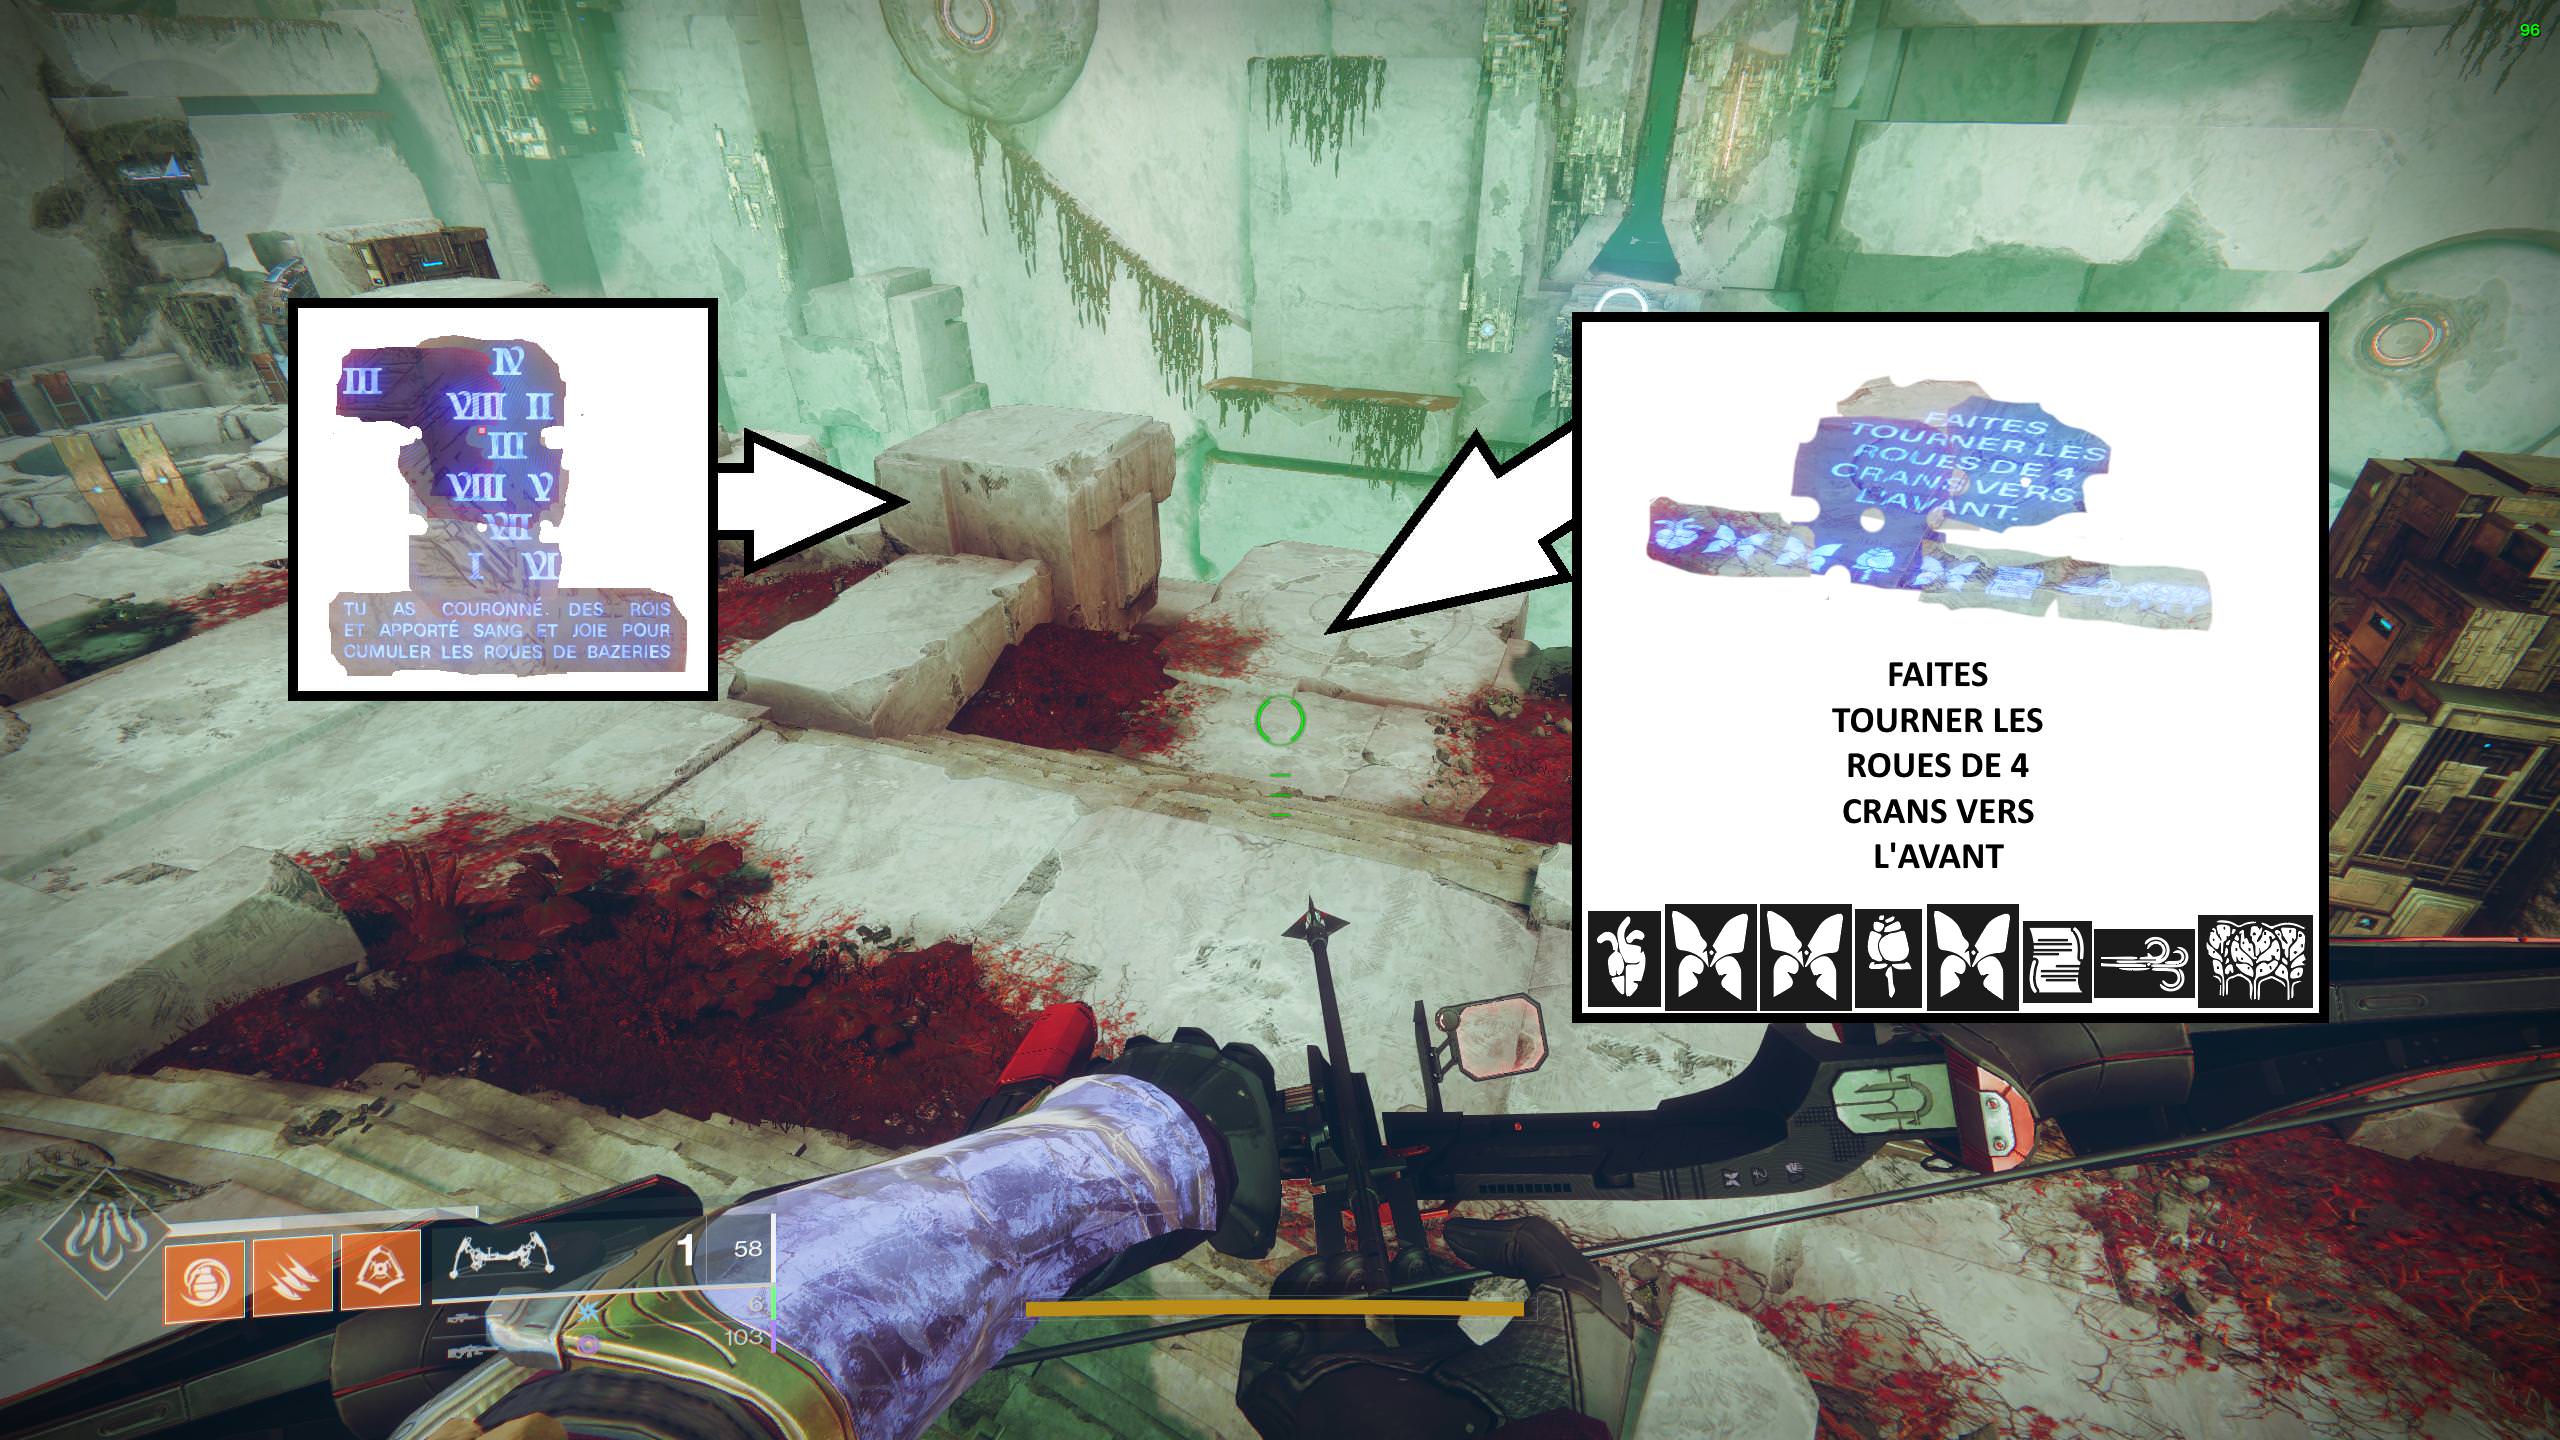 96
III
IV
VIII II
III
VIII V
VII
I VI
TU AS COURONNÉ. DES ROIS
ET APPORTÉ SANG ET JOIE POUR
CUMULER LES ROUES DE BAZERIES
FAITES
TOURNER LES
ROUES DE 4
CRANS VERS
L'AVANT.
FAITES
TOURNER LES
ROUES DE 4
CRANS VERS
L'AVANT
1 58
6
103